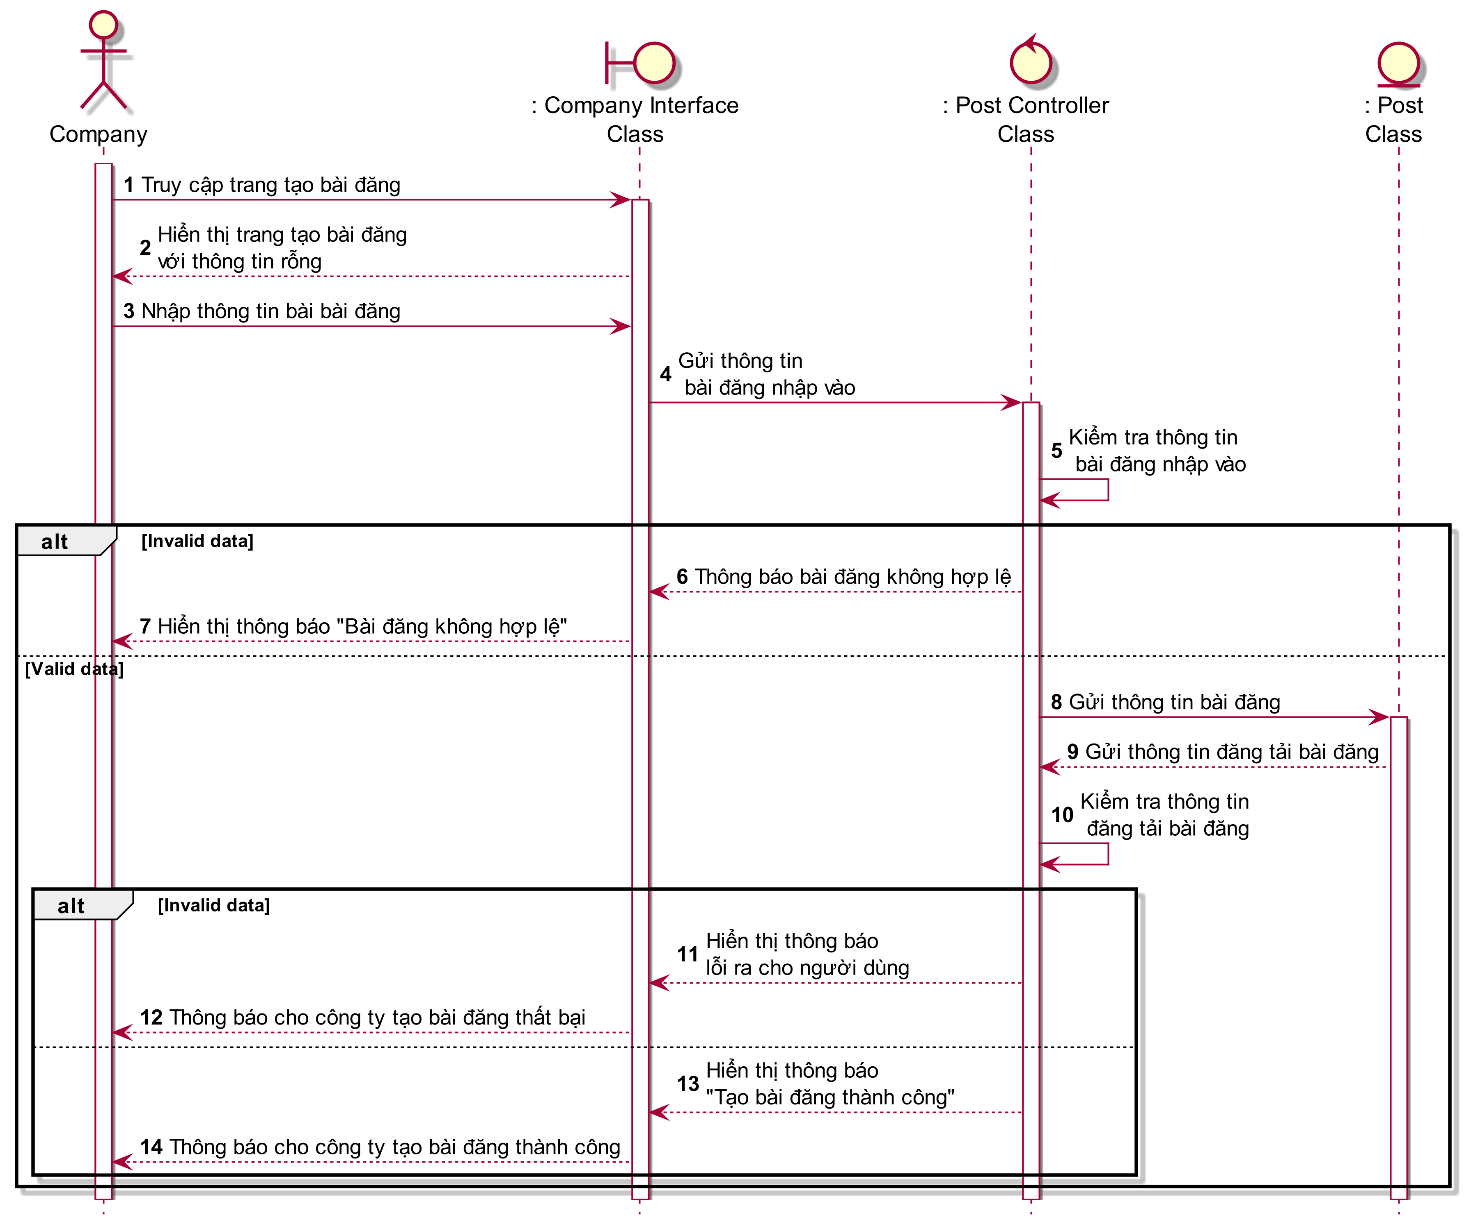 Company
: Company Interface
Class
: Post Controller
Class
: Post
Class
1 Truy cập trang tạo bài đăng
2 Hiển thị trang tạo bài đăng
với thông tin rỗng
3 Nhập thông tin bài bài đăng
4 Gửi thông tin
bài đăng nhập vào
5 Kiểm tra thông tin
bài đăng nhập vào
alt [Invalid data]
6 Thông báo bài đăng không hợp lệ
7 Hiển thị thông báo "Bài đăng không hợp lệ"
[Valid data]
8 Gửi thông tin bài đăng
9 Gửi thông tin đăng tải bài đăng
10 Kiểm tra thông tin
đăng tải bài đăng
alt [Invalid data]
11 Hiển thị thông báo
lỗi ra cho người dùng
12 Thông báo cho công ty tạo bài đăng thất bại
13 Hiển thị thông báo
"Tạo bài đăng thành công"
14 Thông báo cho công ty tạo bài đăng thành công